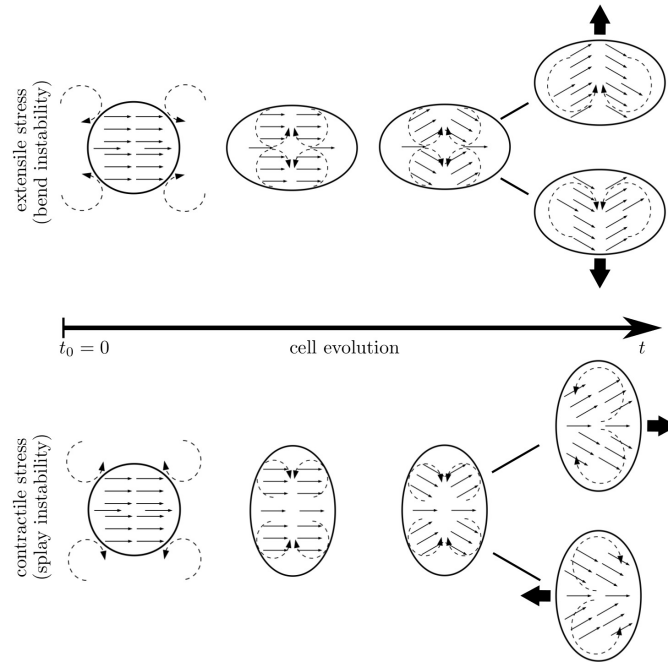 extensile stress
(bend instability)
t₀ = 0
cell evolution
t
contractile stress
(splay instability)